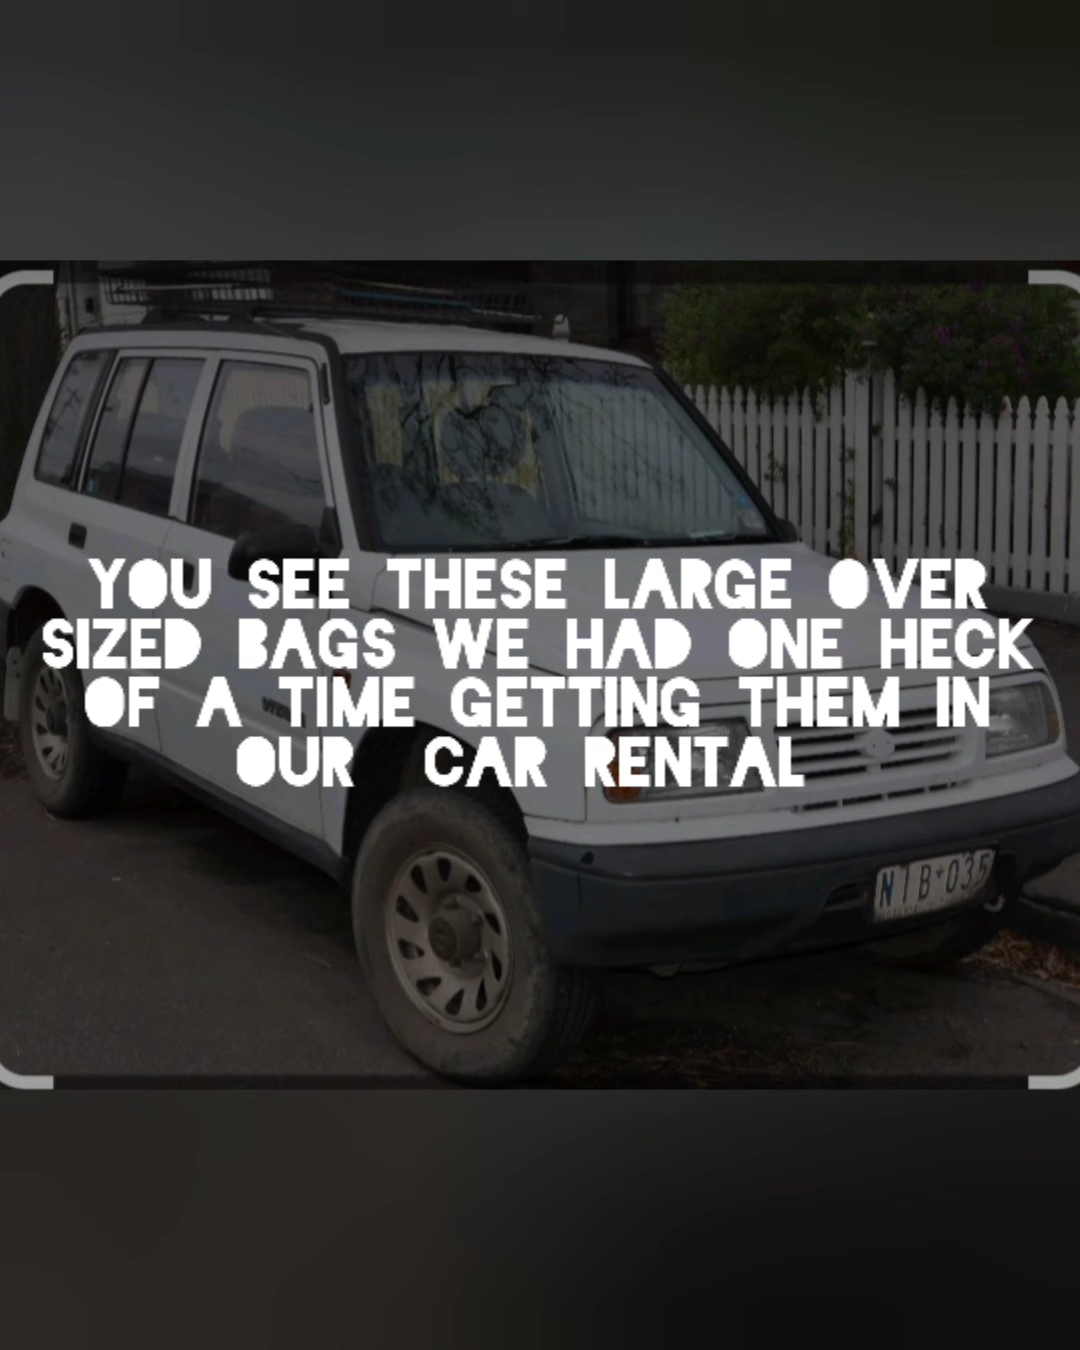 YOU SEE THESE LARGE OVER
SIZED BAGS WE HAD ONE HECK
OF A TIME GETTING THEM IN
OUR CAR RENTAL
NIB·035